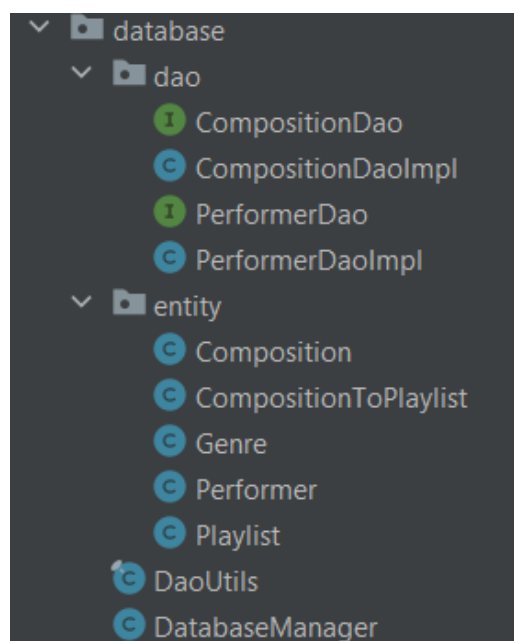 database
dao
I CompositionDao
C CompositionDaoImpl
I PerformerDao
C PerformerDaoImpl
entity
C Composition
C CompositionToPlaylist
C Genre
C Performer
C Playlist
C DaoUtils
C DatabaseManager